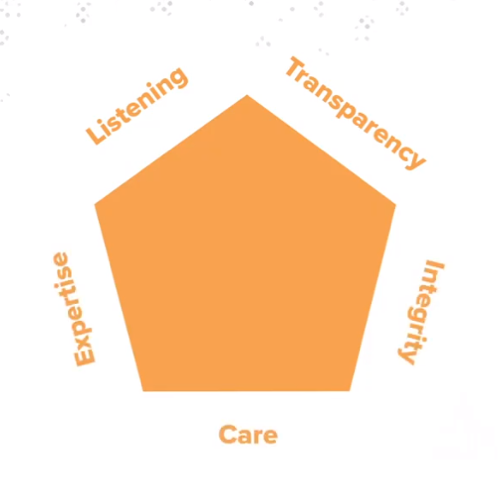 Listening
Transparency
Expertise
Integrity
Care